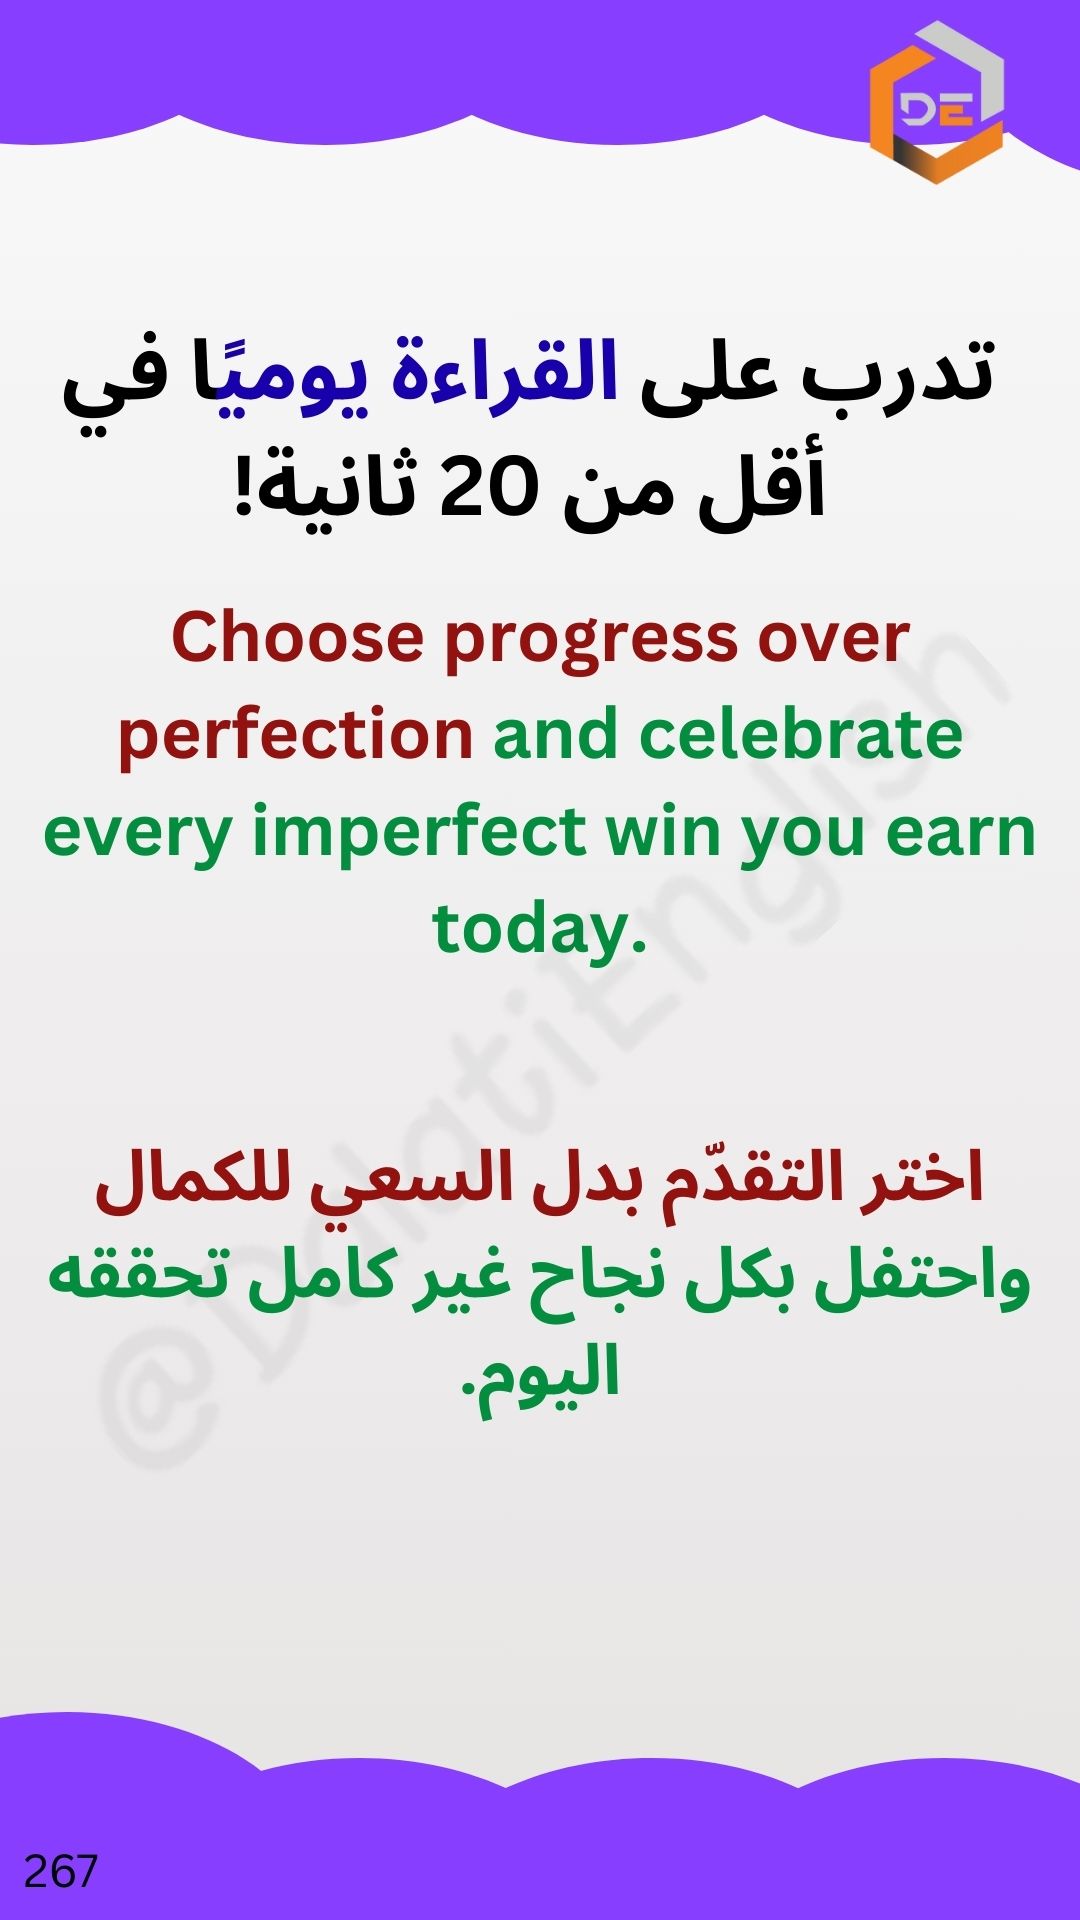 DE
تدرب على القراءة يوميًا في
أقل من 20 ثانية!
Choose progress over
perfection and celebrate
every imperfect win you earn
today.
اختر التقدّم بدل السعي للكمال
واحتفل بكل نجاح غير كامل تحققه
اليوم.
@DalatiEnglish
267